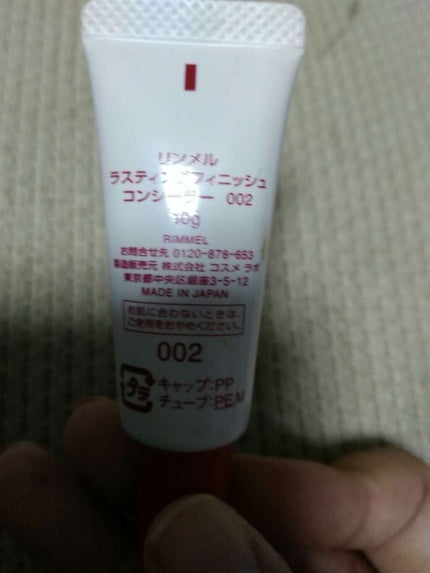 リンメル
ラスティングフィニッシュ
コンシーラー 002
10g
RIMMEL
お問合せ先 0120-878-653
製造販売元 株式会社 コスメ ラボ
東京都中央区銀座3-5-12
MADE IN JAPAN
お肌に合わないときは、
ご使用をおやめください。
002
プラ
キャップ:PP
チューブ:PE,M